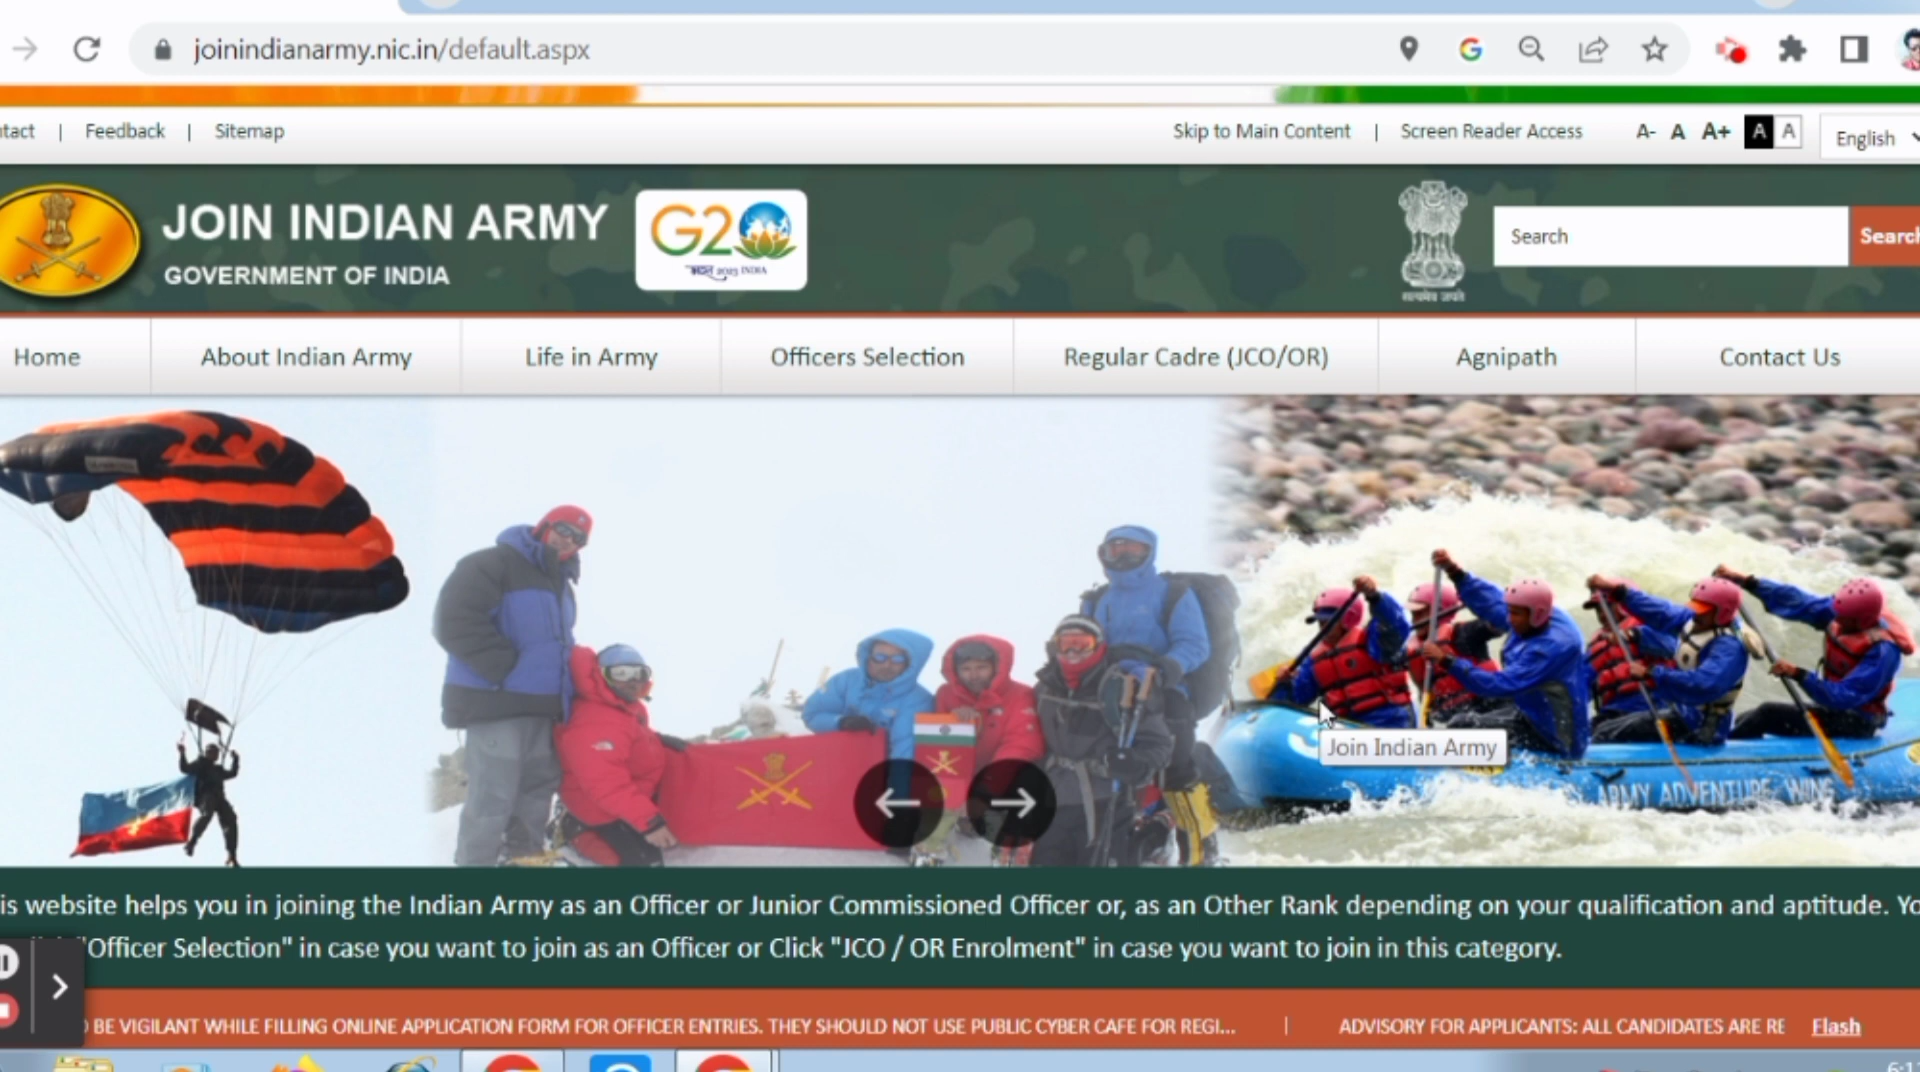 joinindianarmy.nic.in/default.aspx
tact | Feedback | Sitemap
Skip to Main Content | Screen Reader Access A- A A+ A A English
JOIN INDIAN ARMY
GOVERNMENT OF INDIA
G20
भारत 2023 INDIA
सत्यमेव जयते
Search
Search
Home About Indian Army Life in Army Officers Selection Regular Cadre (JCO/OR) Agnipath Contact Us
Join Indian Army
ARMY ADVENTURE WING
is website helps you in joining the Indian Army as an Officer or Junior Commissioned Officer or, as an Other Rank depending on your qualification and aptitude. Yo
"Officer Selection" in case you want to join as an Officer or Click "JCO / OR Enrolment" in case you want to join in this category.
BE VIGILANT WHILE FILLING ONLINE APPLICATION FORM FOR OFFICER ENTRIES. THEY SHOULD NOT USE PUBLIC CYBER CAFE FOR REGI... | ADVISORY FOR APPLICANTS: ALL CANDIDATES ARE RE Flash